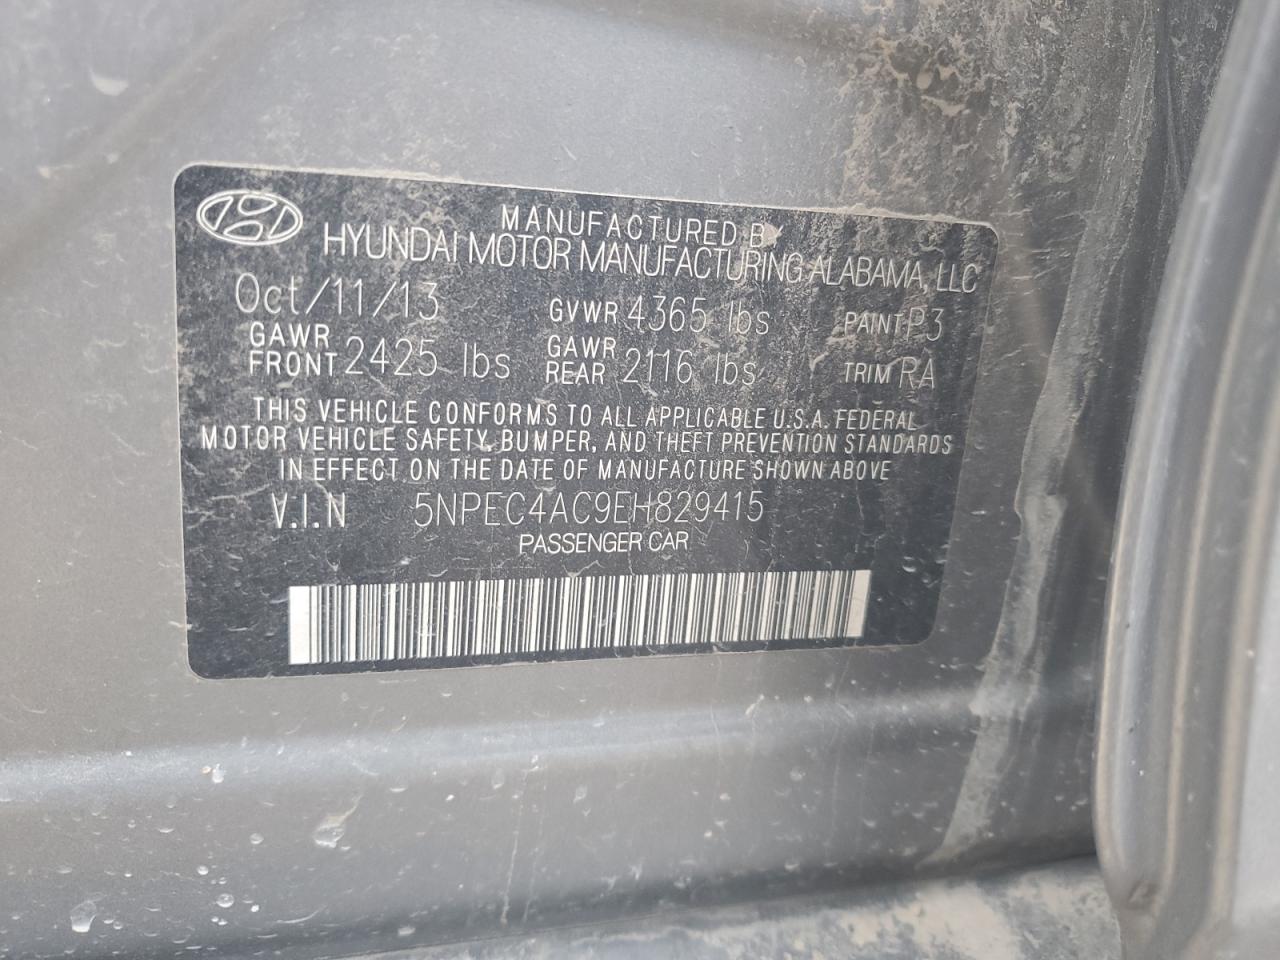 MANUFACTURED BY
HYUNDAI MOTOR MANUFACTURING ALABAMA, LLC
Oct/11/13 GVWR 4365 lbs PAINT P3
GAWR FRONT 2425 lbs GAWR REAR 2116 lbs TRIM RA
THIS VEHICLE CONFORMS TO ALL APPLICABLE U.S.A. FEDERAL
MOTOR VEHICLE SAFETY, BUMPER, AND THEFT PREVENTION STANDARDS
IN EFFECT ON THE DATE OF MANUFACTURE SHOWN ABOVE
V.I.N 5NPEC4AC9EH829415
PASSENGER CAR